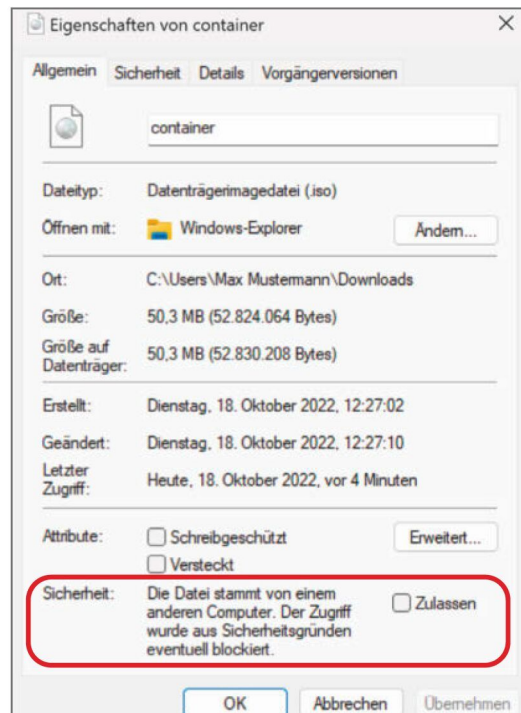 Eigenschaften von container
Allgemein Sicherheit Details Vorgängerversionen
container
Dateityp: Datenträgerimagedatei (.iso)
Öffnen mit: Windows-Explorer Ändern...
Ort: C:\Users\Max Mustermann\Downloads
Größe: 50,3 MB (52.824.064 Bytes)
Größe auf
Datenträger: 50,3 MB (52.830.208 Bytes)
Erstellt: Dienstag, 18. Oktober 2022, 12:27:02
Geändert: Dienstag, 18. Oktober 2022, 12:27:10
Letzter
Zugriff: Heute, 18. Oktober 2022, vor 4 Minuten
Attribute: Schreibgeschützt Erweitert...
Versteckt
Sicherheit: Die Datei stammt von einem
anderen Computer. Der Zugriff Zulassen
wurde aus Sicherheitsgründen
eventuell blockiert.
OK Abbrechen Übernehmen